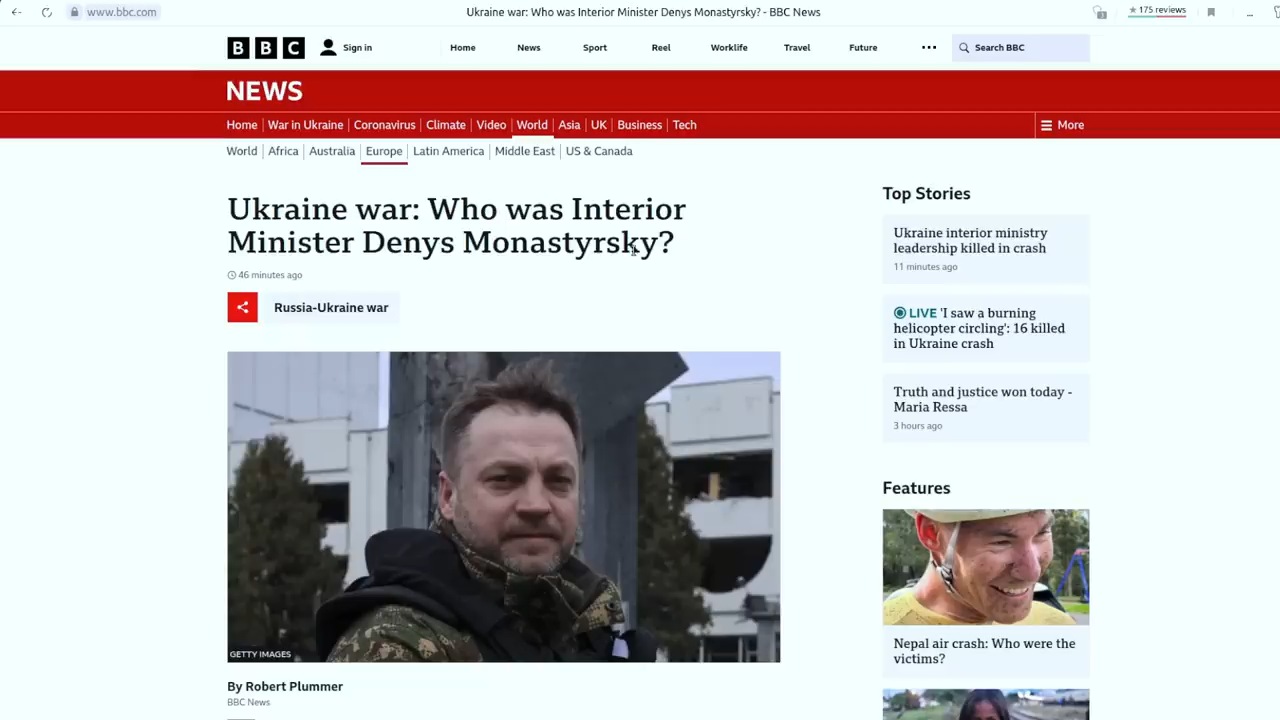 www.bbc.com
Ukraine war: Who was Interior Minister Denys Monastyrsky? - BBC News
★ 175 reviews
BBC
Sign in
Home
News
Sport
Reel
Worklife
Travel
Future
Search BBC
NEWS
Home
War in Ukraine
Coronavirus
Climate
Video
World
Asia
UK
Business
Tech
More
World
Africa
Australia
Europe
Latin America
Middle East
US & Canada
Ukraine war: Who was Interior
Minister Denys Monastyrsky?
46 minutes ago
Russia-Ukraine war
GETTY IMAGES
By Robert Plummer
BBC News
Top Stories
Ukraine interior ministry
leadership killed in crash
11 minutes ago
LIVE 'I saw a burning
helicopter circling': 16 killed
in Ukraine crash
Truth and justice won today -
Maria Ressa
3 hours ago
Features
Nepal air crash: Who were the
victims?